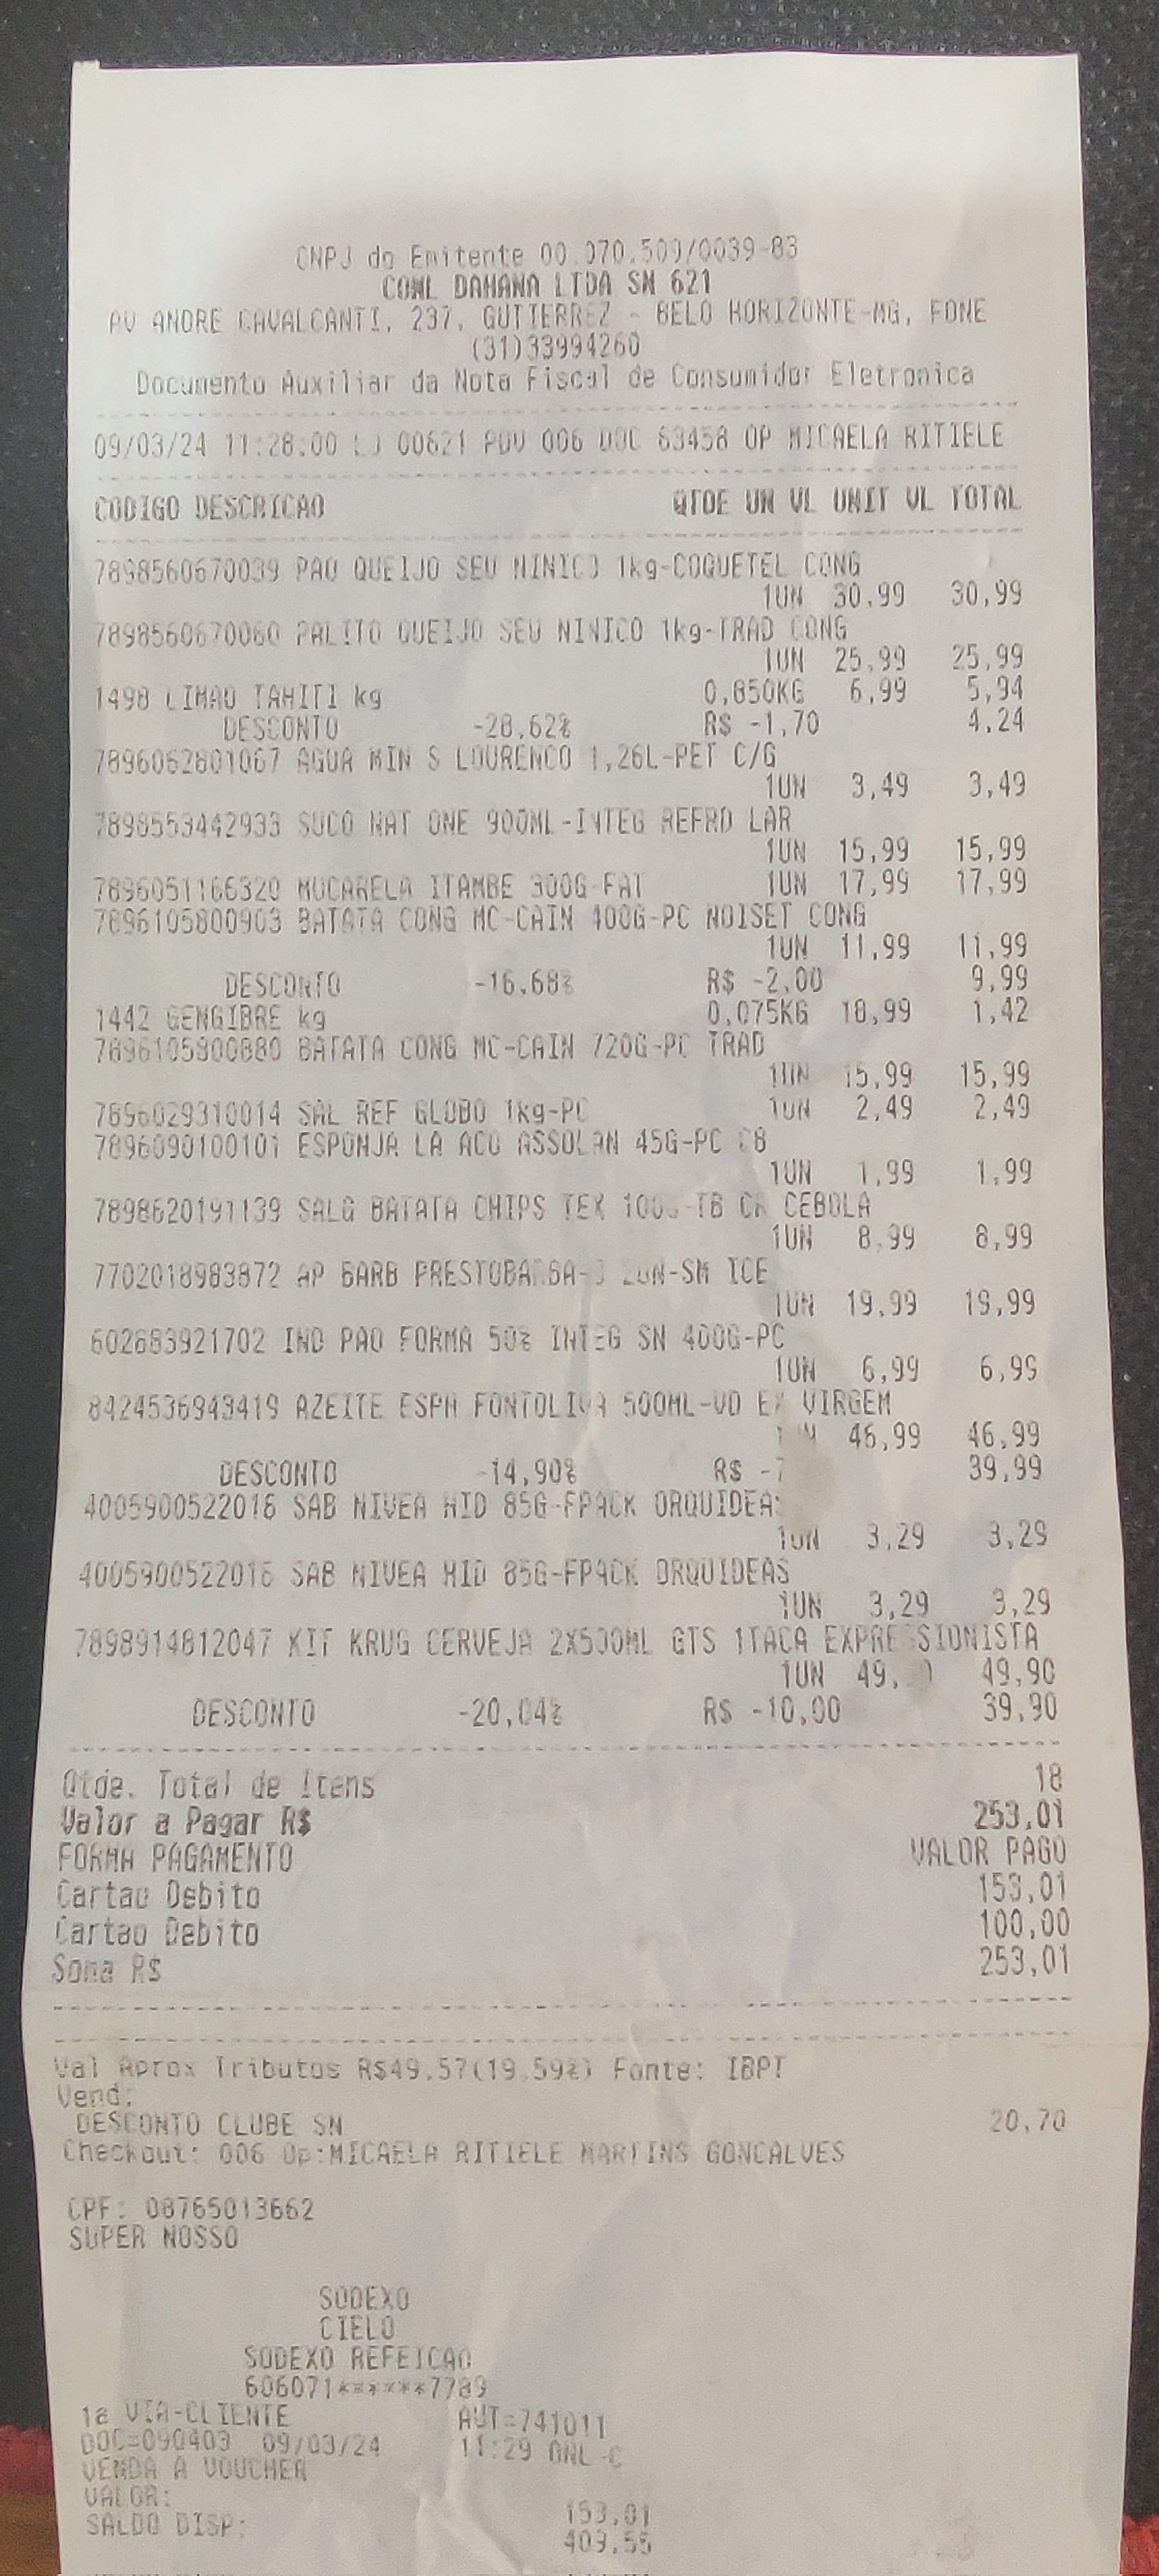 CNPJ do Emitente 00.070.509/0039-83
COML DAHANA LTDA SN 621
AV ANDRE CAVALCANTI, 237, GUTIERREZ - BELO HORIZONTE-MG, FONE
(31)33994260
Documento Auxiliar da Nota Fiscal de Consumidor Eletronica
09/03/24 11:28:00 LJ 00621 PDV 006 DOC 63458 OP MICAELA RITIELE
CODIGO DESCRICAO QTDE UN VL UNIT VL TOTAL
7898560670039 PAO QUEIJO SEU NINICO 1kg-COQUETEL CONG
1UN 30,99 30,99
7898560670060 PALITO QUEIJO SEU NINICO 1kg-TRAD CONG
1UN 25,99 25,99
1498 LIMAO TAHITI kg 0,850KG 6,99 5,94
DESCONTO -28,62% R$ -1,70 4,24
7896062801067 AGUA MIN S LOURENCO 1,26L-PET C/G
1UN 3,49 3,49
7898553442933 SUCO NAT ONE 900ML-INTEG REFRD LAR
1UN 15,99 15,99
7896051166320 MUCARELA ITAMBE 300G-FAT 1UN 17,99 17,99
7896105800903 BATATA CONG MC-CAIN 400G-PC NOISET CONG
1UN 11,99 11,99
DESCONTO -16,68% R$ -2,00 9,99
1442 GENGIBRE kg 0,075KG 18,99 1,42
7896105900880 BATATA CONG MC-CAIN 720G-PC TRAD
1UN 15,99 15,99
7896029310014 SAL REF GLOBO 1kg-PC 1UN 2,49 2,49
7896090100101 ESPONJA LA ACO ASSOLAN 45G-PC C8
1UN 1,99 1,99
7898620191139 SALG BATATA CHIPS TEX 100G-TB CR CEBOLA
1UN 8,99 8,99
7702018983872 AP BARB 2UN-SM ICE
1UN 19,99 19,99
602883921702 IND PAO FORMA 50% INTEG SN 400G-PC
1UN 6,99 6,99
8424536943419 AZEITE ESPH FONTOLIVA 500ML-VD EX VIRGEM
46,99 46,99
DESCONTO -14,90% R$ 39,99
4005900522016 SAB NIVEA HID 85G-FPACK ORQUIDEAS
1UN 3,29 3,29
4005900522016 SAB NIVEA HID 85G-FPACK ORQUIDEAS
1UN 3,29 3,29
7898914812047 KIT KRUG CERVEJA 2X500ML GTS 1TACA EXPRESSIONISTA
1UN 49,90
DESCONTO -20,04% R$ -10,00 39,90
Qtde. Total de Itens 18
Valor a Pagar R$ 253,01
FORMA PAGAMENTO VALOR PAGO
Cartao Debito 153,01
Cartao Debito 100,00
Soma R$ 253,01
Val Aprox Tributos R$49.57(19.59%) Fonte: IBPT
Vend:
DESCONTO CLUBE SN 20,70
Checkout: 006 Op:MICAELA RITIELE MARTINS GONCALVES
CPF: 08765013662
SUPER NOSSO
SODEXO
CIELO
SODEXO REFEICAO
606071******7789
1a VIA-CLIENTE AUT=741011
DOC=090403 09/03/24 11:29 ONL-C
VENDA A VOUCHER
VALOR: 153,01
SALDO DISP: 403,55